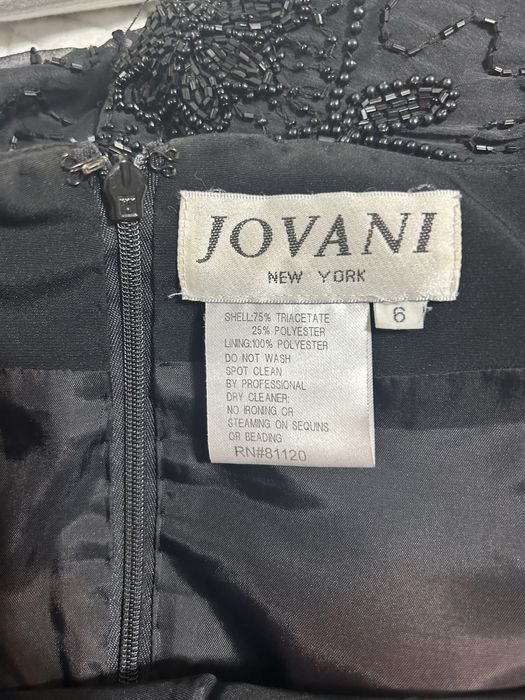 JOVANI
NEW YORK
6
SHELL:75% TRIACETATE
25% POLYESTER
LINING:100% POLYESTER
DO NOT WASH
SPOT CLEAN
BY PROFESSIONAL
DRY CLEANER:
NO IRONING OR
STEAMING ON SEQUINS
OR BEADING
RN#81120